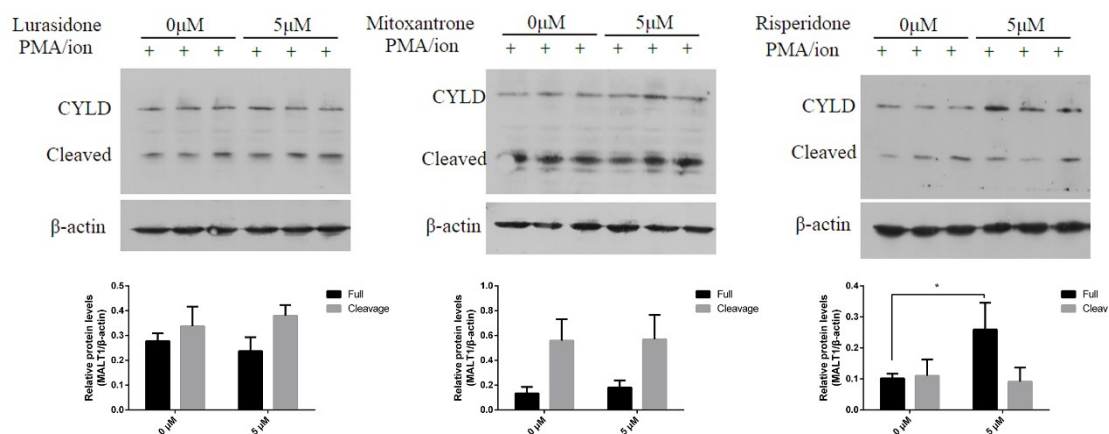 Lurasidone 0μM 5μM
PMA/ion + + + + + +
CYLD
Cleaved
β-actin
0.5
0.4
0.3
0.2
0.1
0.0
Relative protein levels
(MALT1/β-actin)
Full
Cleavage
0 μM
5 μM
Mitoxantrone 0μM 5μM
PMA/ion + + + + + +
CYLD
Cleaved
β-actin
1.0
0.8
0.6
0.4
0.2
0.0
Relative protein levels
(MALT1/β-actin)
Full
Cleavage
0 μM
5 μM
Risperidone 0μM 5μM
PMA/ion + + + + + +
CYLD
Cleaved
β-actin
0.4
0.3
0.2
0.1
0.0
Relative protein levels
(MALT1/β-actin)
*
Full
Cleav
0 μM
5 μM